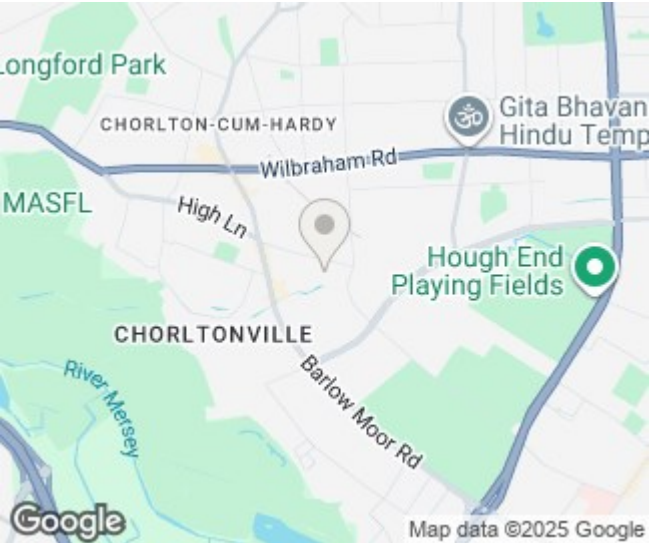 Longford Park
CHORLTON-CUM-HARDY
Gita Bhavan
Hindu Temp
Wilbraham Rd
MASFL
High Ln
Hough End
Playing Fields
CHORLTONVILLE
River Mersey
Barlow Moor Rd
Google
Map data ©2025 Google